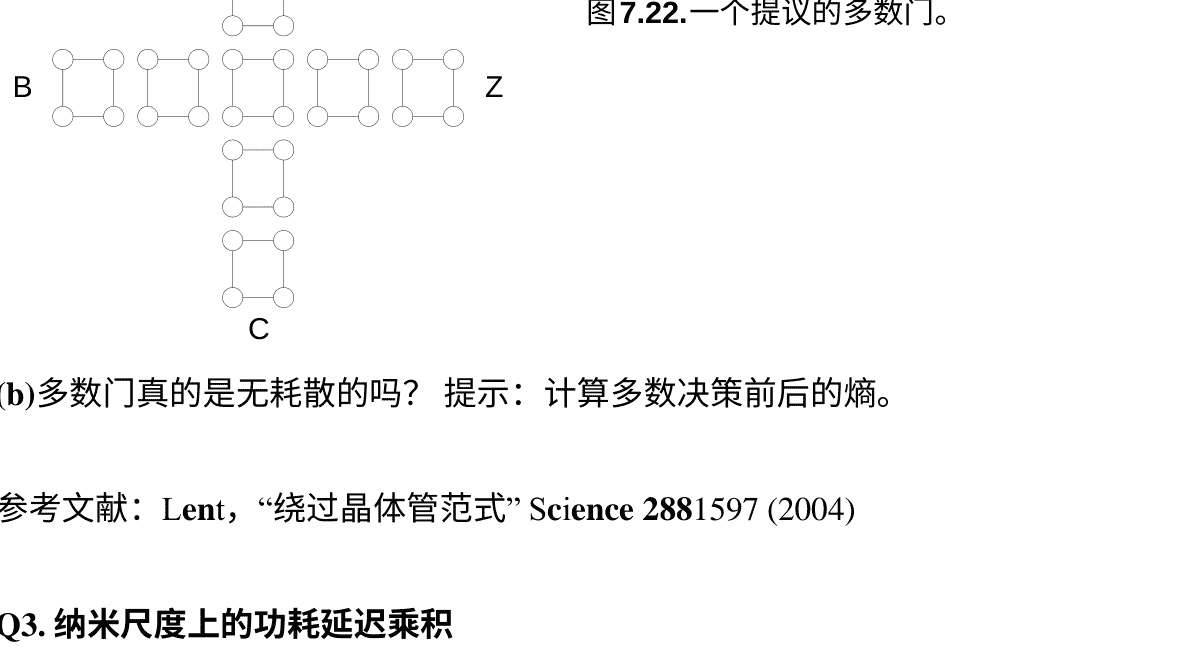 图7.22.一个提议的多数门。
B
Z
C
(b)多数门真的是无耗散的吗？ 提示：计算多数决策前后的熵。
参考文献：Lent，“绕过晶体管范式” Science 2881597 (2004)
Q3. 纳米尺度上的功耗延迟乘积